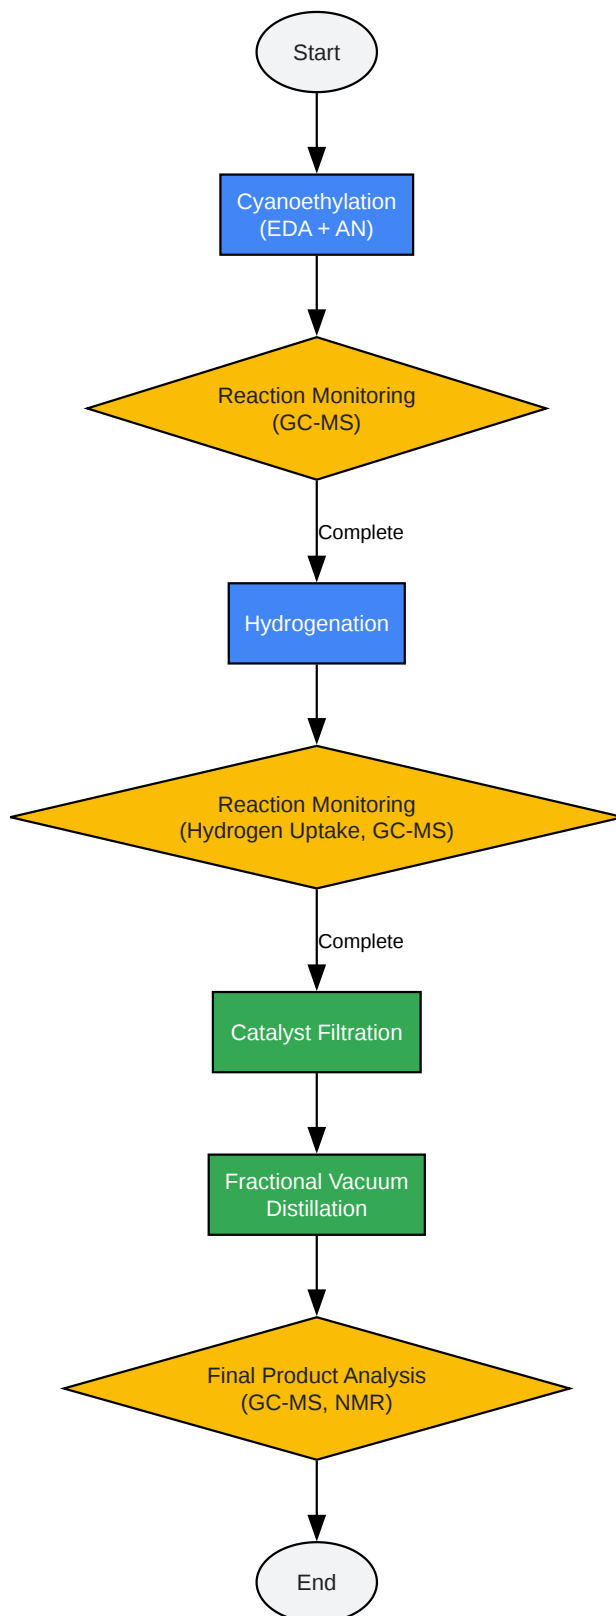 Start
Cyanoethylation
(EDA + AN)
Reaction Monitoring
(GC-MS)
Complete
Hydrogenation
Reaction Monitoring
(Hydrogen Uptake, GC-MS)
Complete
Catalyst Filtration
Fractional Vacuum
Distillation
Final Product Analysis
(GC-MS, NMR)
End